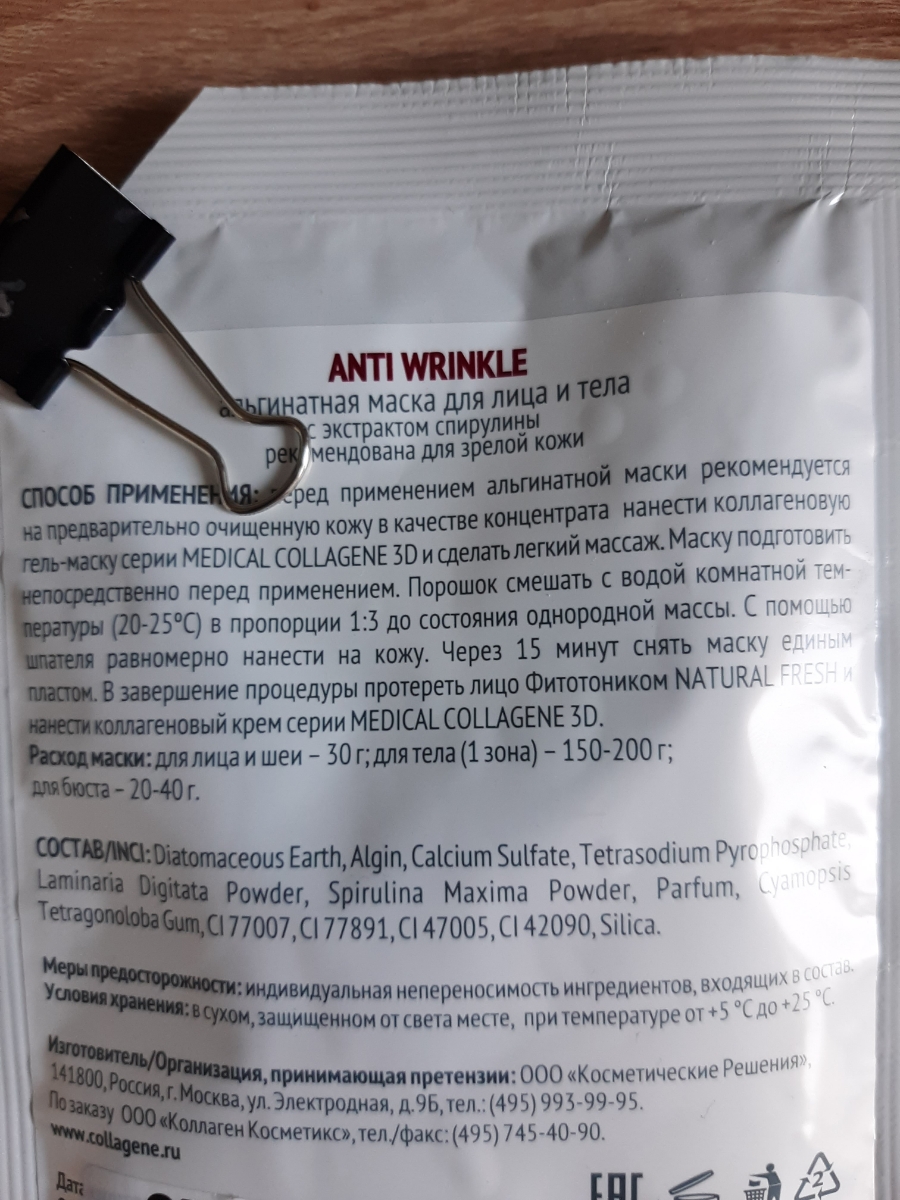 ANTI WRINKLE
альгинатная маска для лица и тела
с экстрактом спирулины
рекомендована для зрелой кожи
СПОСОБ ПРИМЕНЕНИЯ: перед применением альгинатной маски рекомендуется
на предварительно очищенную кожу в качестве концентрата нанести коллагеновую
гель-маску серии MEDICAL COLLAGENE 3D и сделать легкий массаж. Маску подготовить
непосредственно перед применением. Порошок смешать с водой комнатной тем-
пературы (20-25°C) в пропорции 1:3 до состояния однородной массы. С помощью
шпателя равномерно нанести на кожу. Через 15 минут снять маску единым
пластом. В завершение процедуры протереть лицо Фитотоником NATURAL FRESH и
нанести коллагеновый крем серии MEDICAL COLLAGENE 3D.
Расход маски: для лица и шеи – 30 г; для тела (1 зона) – 150-200 г;
для бюста – 20-40 г.
СОСТАВ/INCI: Diatomaceous Earth, Algin, Calcium Sulfate, Tetrasodium Pyrophosphate,
Laminaria Digitata Powder, Spirulina Maxima Powder, Parfum, Cyamopsis
Tetragonoloba Gum, CI 77007, CI 77891, CI 47005, CI 42090, Silica.
Меры предосторожности: индивидуальная непереносимость ингредиентов, входящих в состав.
Условия хранения: в сухом, защищенном от света месте, при температуре от +5 °C до +25 °C.
Изготовитель/Организация, принимающая претензии: ООО «Косметические Решения»,
141800, Россия, г. Москва, ул. Электродная, д.9Б, тел.: (495) 993-99-95.
По заказу ООО «Коллаген Косметикс», тел./факс: (495) 745-40-90.
www.collagene.ru
Дата
EAC
2